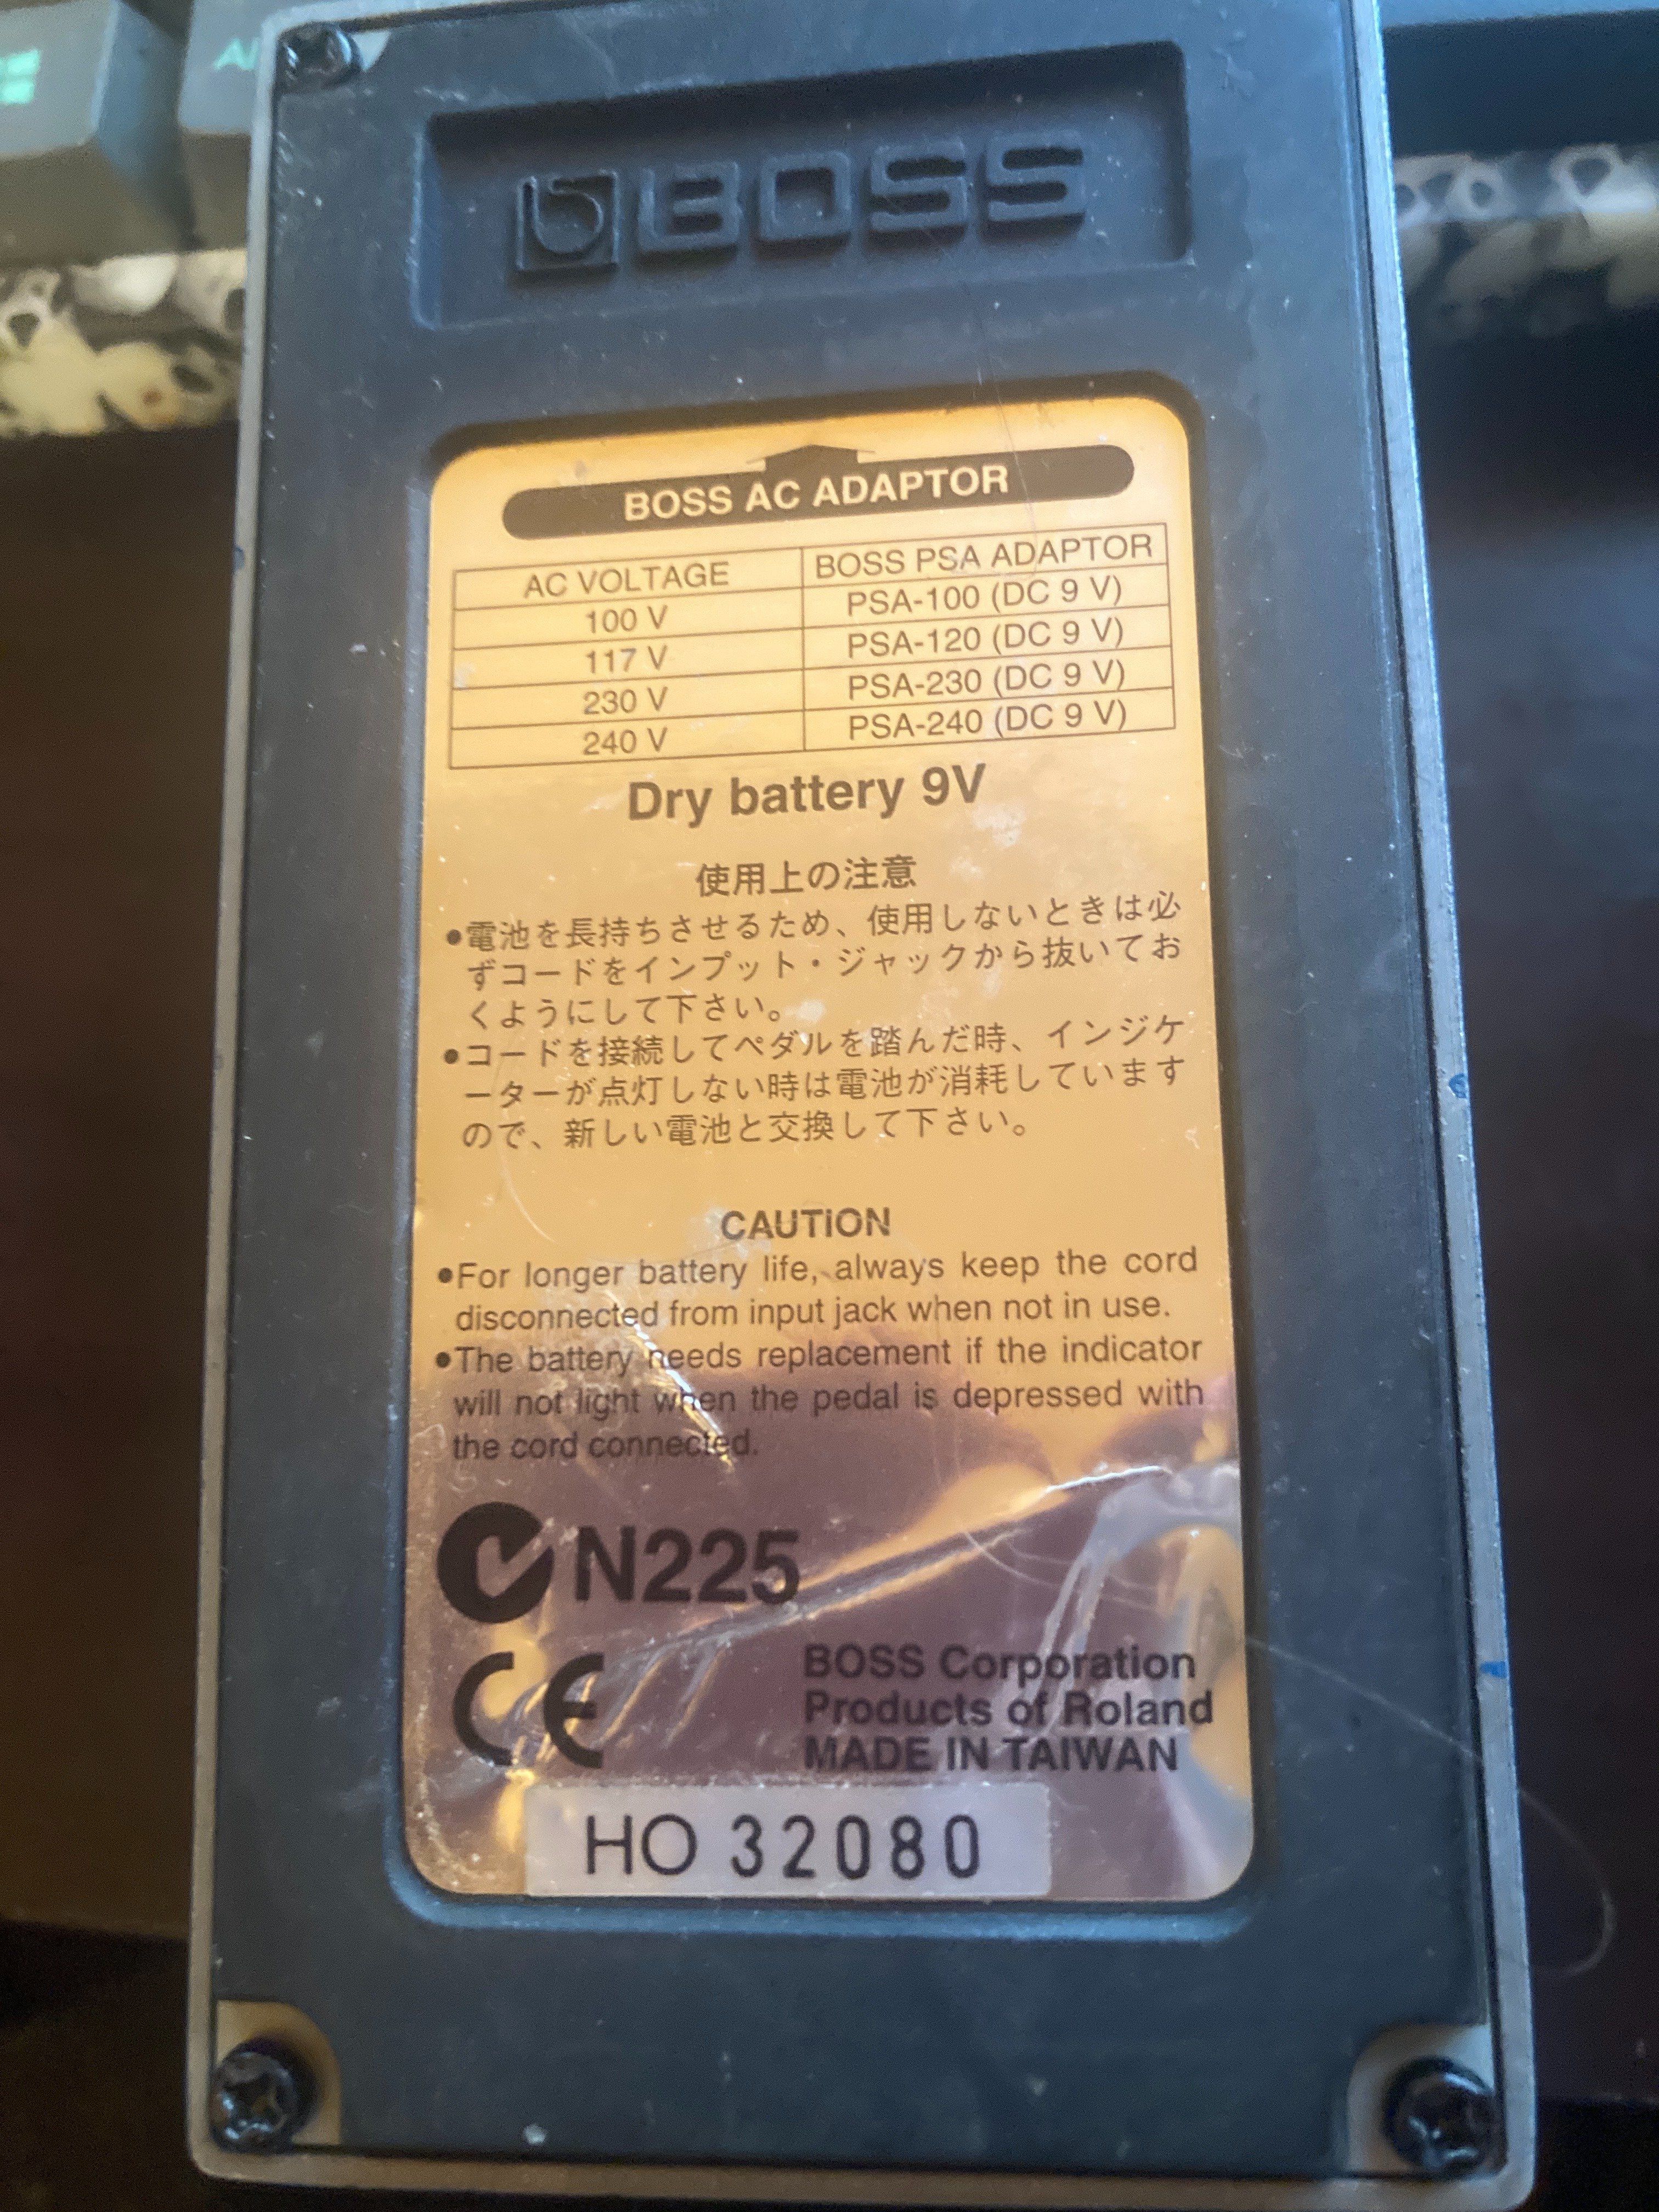 BOSS
BOSS AC ADAPTOR
AC VOLTAGE BOSS PSA ADAPTOR
100 V PSA-100 (DC 9 V)
117 V PSA-120 (DC 9 V)
230 V PSA-230 (DC 9 V)
240 V PSA-240 (DC 9 V)
Dry battery 9V
使用上の注意
●電池を長持ちさせるため、使用しないときは必
ずコードをインプット・ジャックから抜いてお
くようにして下さい。
●コードを接続してペダルを踏んだ時、インジケ
ーターが点灯しない時は電池が消耗しています
ので、新しい電池と交換して下さい。
CAUTiON
●For longer battery life, always keep the cord
disconnected from input jack when not in use.
●The battery needs replacement if the indicator
will not light when the pedal is depressed with
the cord connected.
N225
CE
BOSS Corporation
Products of Roland
MADE IN TAIWAN
HO 32080